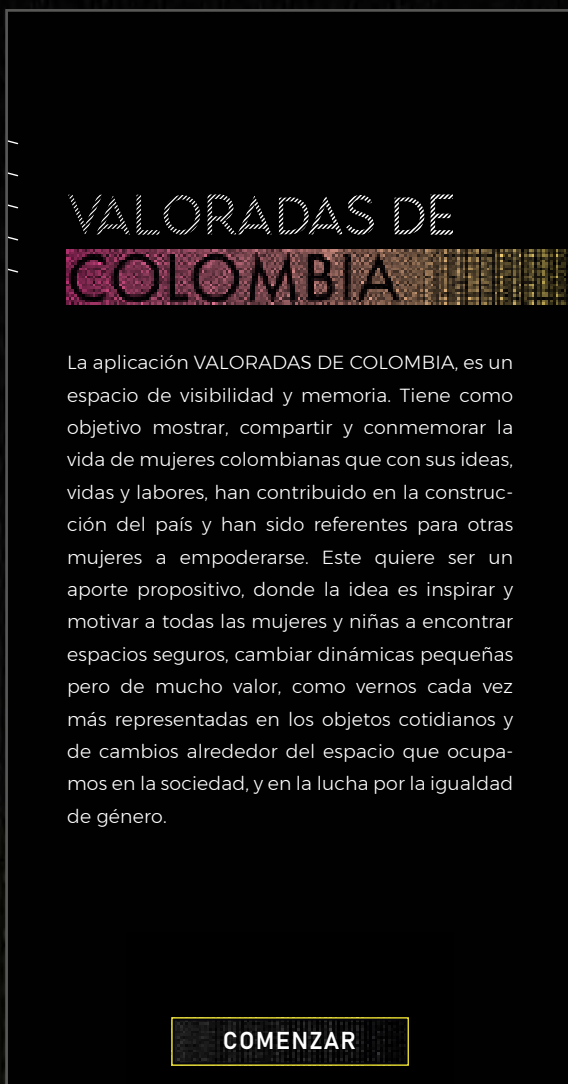 VALORADAS DE
COLOMBIA
La aplicación VALORADAS DE COLOMBIA, es un
espacio de visibilidad y memoria. Tiene como
objetivo mostrar, compartir y conmemorar la
vida de mujeres colombianas que con sus ideas,
vidas y labores, han contribuido en la construc-
ción del país y han sido referentes para otras
mujeres a empoderarse. Este quiere ser un
aporte propositivo, donde la idea es inspirar y
motivar a todas las mujeres y niñas a encontrar
espacios seguros, cambiar dinámicas pequeñas
pero de mucho valor, como vernos cada vez
más representadas en los objetos cotidianos y
de cambios alrededor del espacio que ocupa-
mos en la sociedad, y en la lucha por la igualdad
de género.
COMENZAR